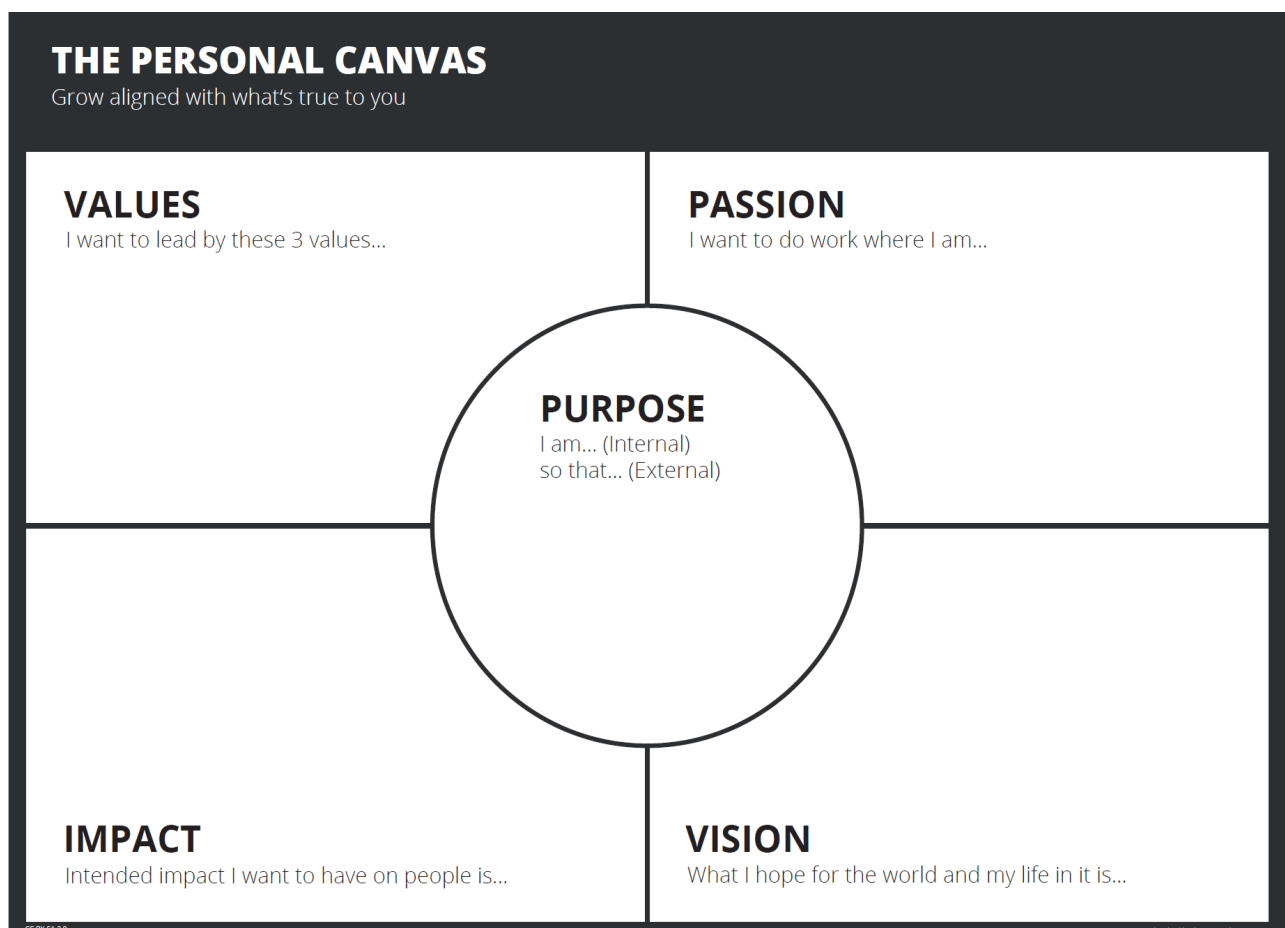 THE PERSONAL CANVAS
Grow aligned with what's true to you
VALUES
I want to lead by these 3 values...
PASSION
I want to do work where I am...
PURPOSE
I am... (Internal)
so that... (External)
IMPACT
Intended impact I want to have on people is...
VISION
What I hope for the world and my life in it is...